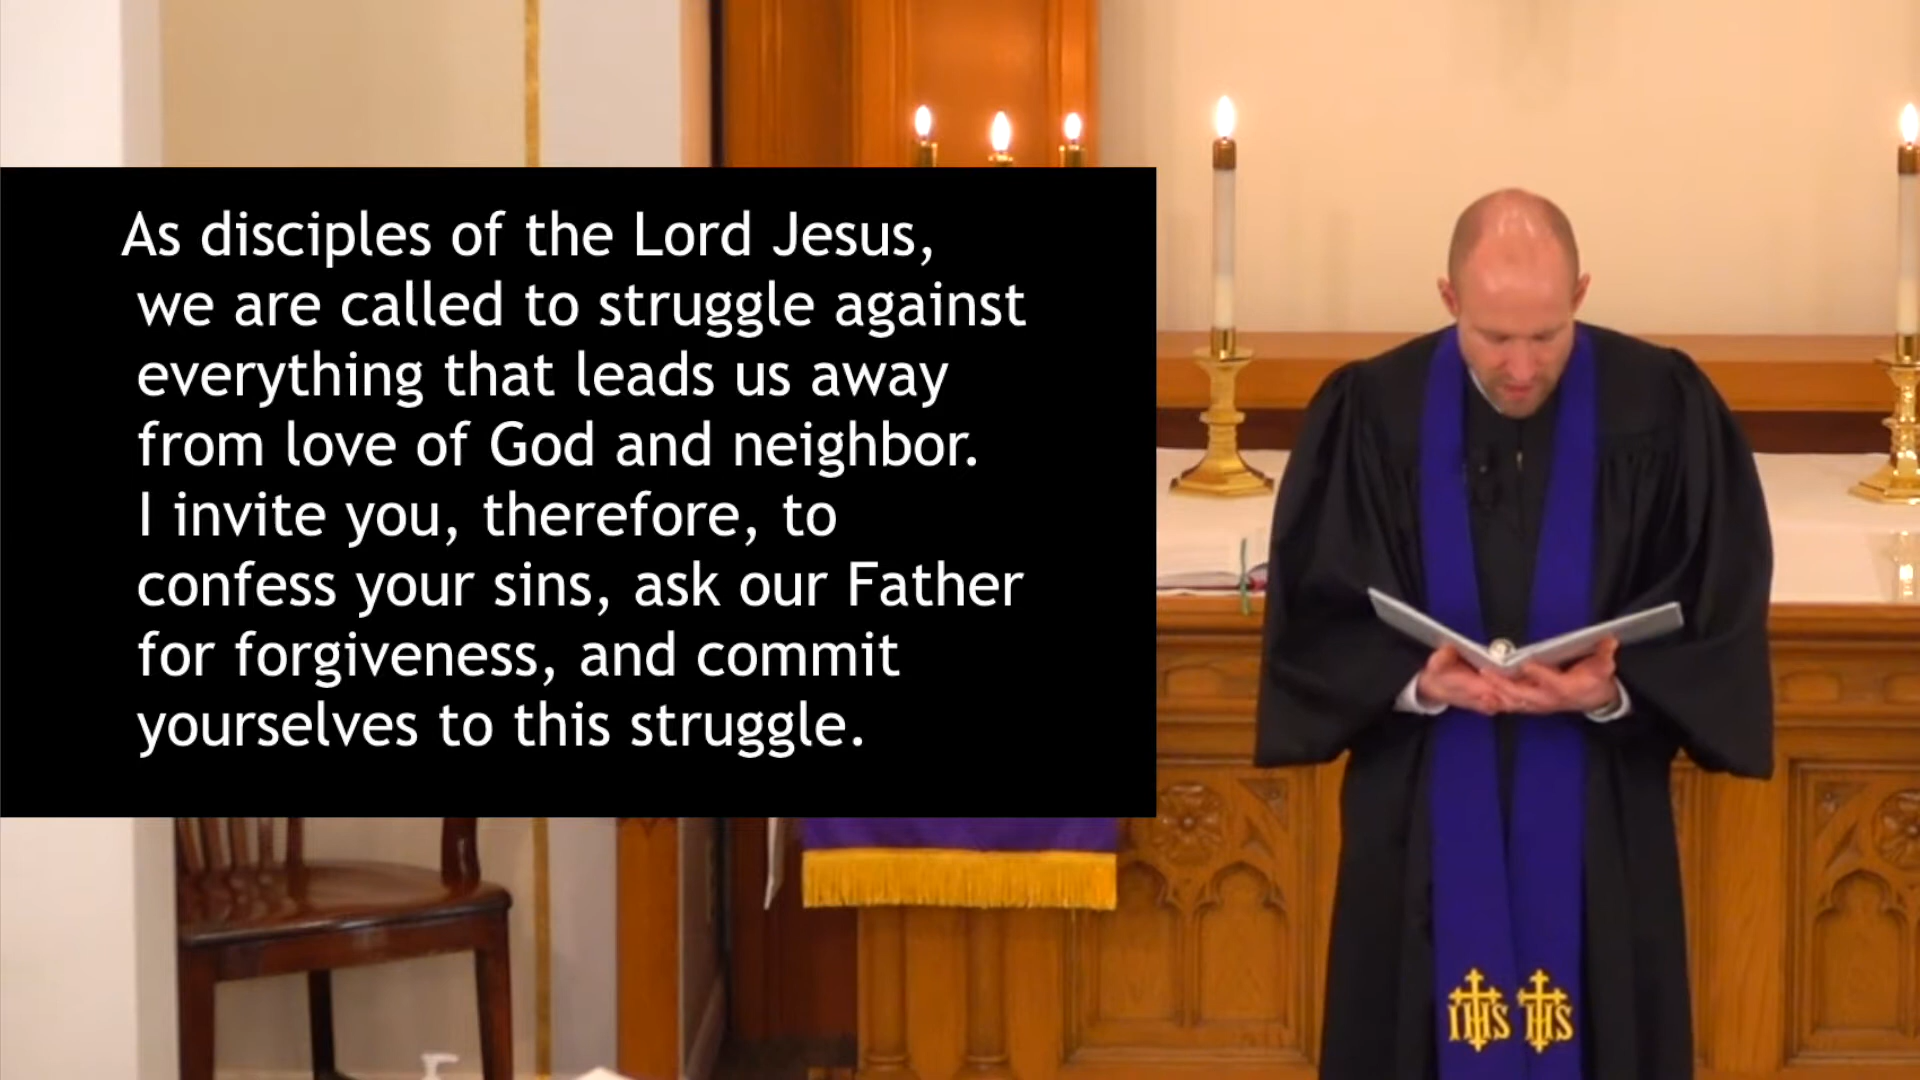 As disciples of the Lord Jesus,
we are called to struggle against
everything that leads us away
from love of God and neighbor.
I invite you, therefore, to
confess your sins, ask our Father
for forgiveness, and commit
yourselves to this struggle.
IHS IHS